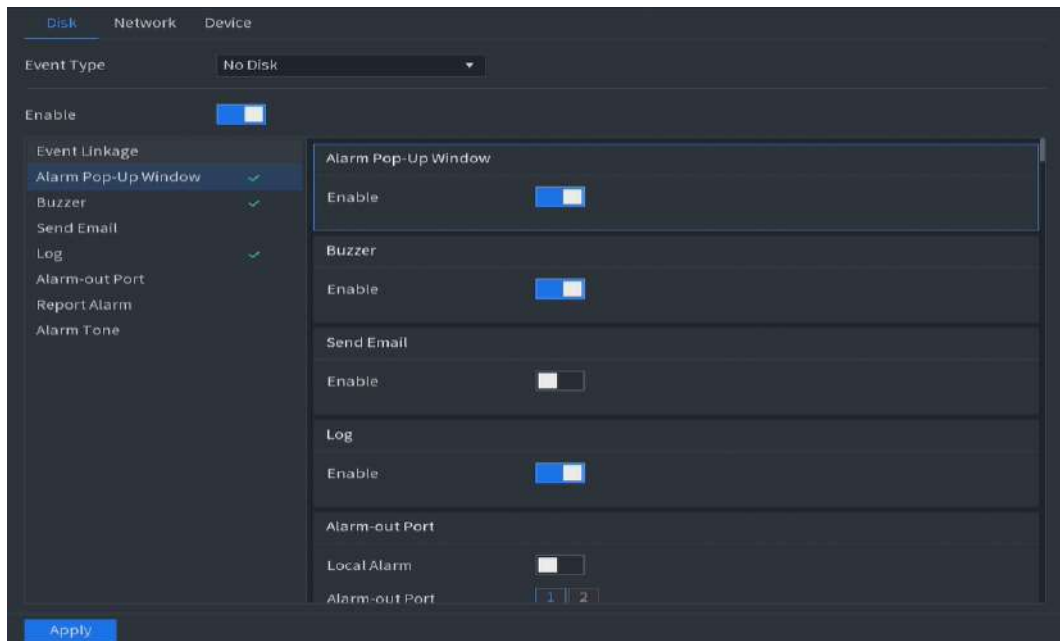 Disk Network Device
Event Type No Disk
Enable
Event Linkage
Alarm Pop-Up Window
Buzzer
Send Email
Log
Alarm-out Port
Report Alarm
Alarm Tone
Alarm Pop-Up Window
Enable
Buzzer
Enable
Send Email
Enable
Log
Enable
Alarm-out Port
Local Alarm
Alarm-out Port 1 2
Apply